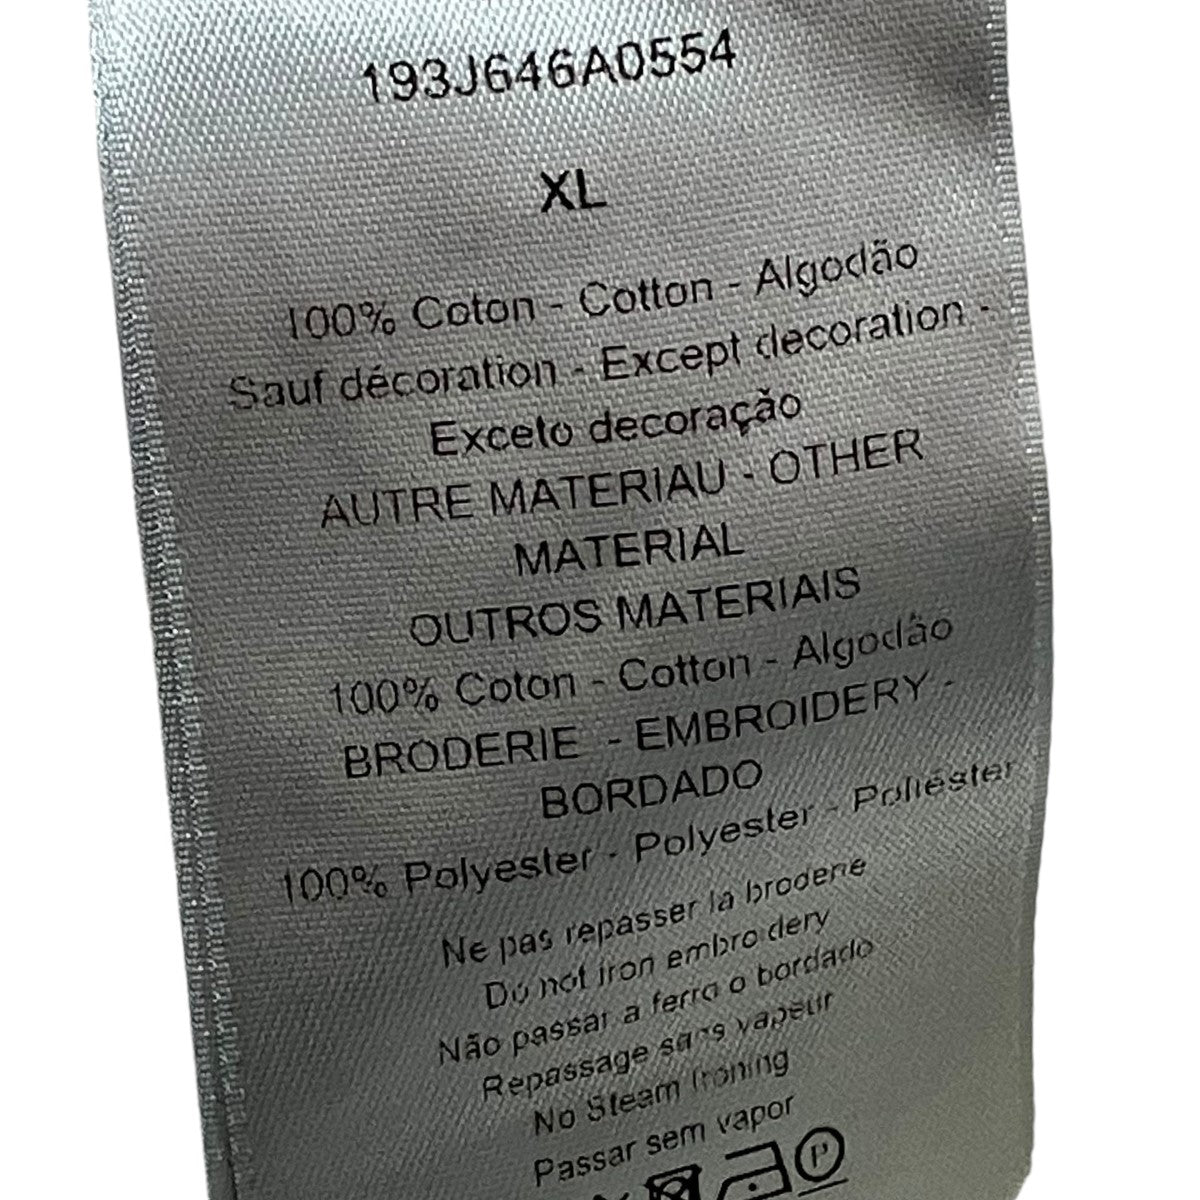 193J646A0554
XL
100% Coton - Cotton - Algodão
Sauf décoration - Except decoration -
Exceto decoração
AUTRE MATERIAU - OTHER
MATERIAL
OUTROS MATERIAIS
100% Coton - Cotton - Algodão
BRODERIE - EMBROIDERY -
BORDADO
100% Polyester - Polyester - Poliéster
Ne pas repasser la broderie
Do not iron embroidery
Não passar a ferro o bordado
Repassage sans vapeur
No Steam Ironing
Passar sem vapor
P